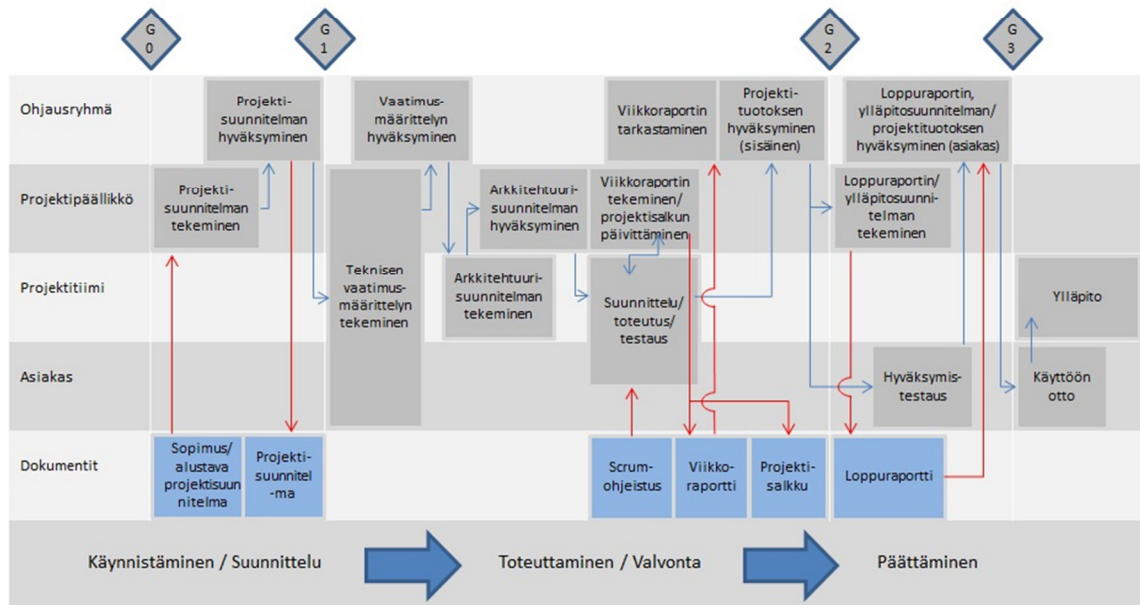 G
0
G
1
G
2
G
3
Ohjausryhmä
Projekti-
suunnitelman
hyväksyminen
Vaatimus-
määrittelyn
hyväksyminen
Viikkoraportin
tarkastaminen
Projekti-
tuotoksen
hyväksyminen
(sisäinen)
Loppuraportin,
ylläpitosuunnitelman/
projektituotoksen
hyväksyminen (asiakas)
Projektipäällikkö
Projekti-
suunnitelman
tekeminen
Arkkitehtuuri-
suunnitelman
hyväksyminen
Viikkoraportin
tekeminen/
projektisalkun
päivittäminen
Loppuraportin/
ylläpitosuunni-
telman
tekeminen
Projektitiimi
Teknisen
vaatimus-
määrittelyn
tekeminen
Arkkitehtuuri-
suunnitelman
tekeminen
Suunnittelu/
toteutus/
testaus
Ylläpito
Asiakas
Hyväksymis-
testaus
Käyttöön
otto
Dokumentit
Sopimus/
alustava
projektisuun
nitelma
Projekti-
suunnitel
-ma
Scrum-
ohjeistus
Viikko-
raportti
Projekti-
salkku
Loppuraportti
Käynnistäminen / Suunnittelu
Toteuttaminen / Valvonta
Päättäminen